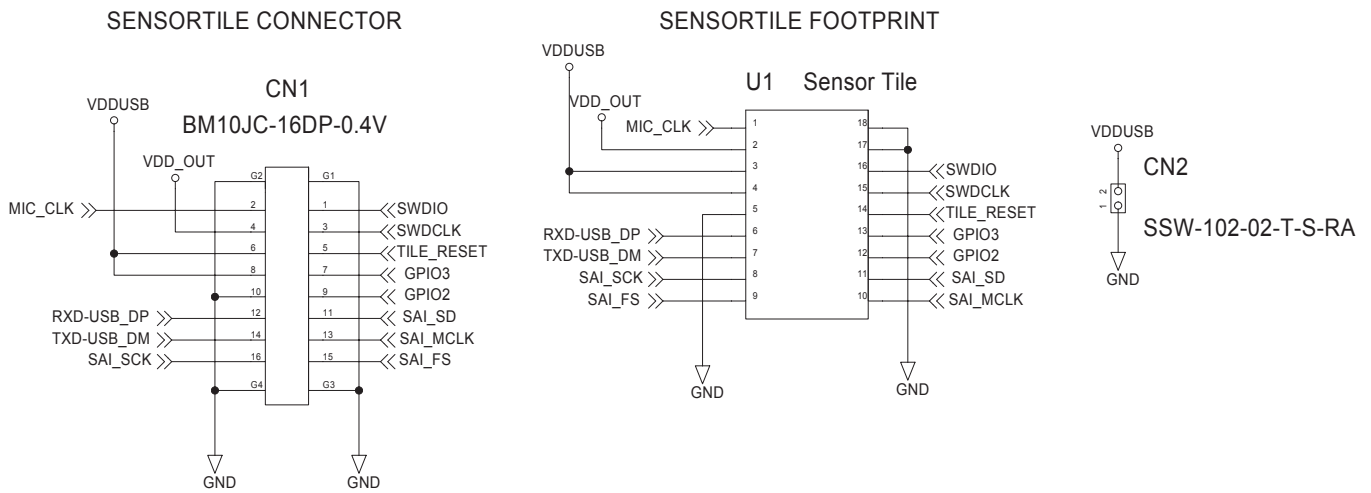 SENSORTILE CONNECTOR
CN1
BM10JC-16DP-0.4V
VDDUSB
VDD_OUT
G2 G1
MIC_CLK 2 1 SWDIO
4 3 SWDCLK
6 5 TILE_RESET
8 7 GPIO3
10 9 GPIO2
RXD-USB_DP 12 11 SAI_SD
TXD-USB_DM 14 13 SAI_MCLK
SAI_SCK 16 15 SAI_FS
G4 G3
GND GND
SENSORTILE FOOTPRINT
VDDUSB
U1 Sensor Tile
VDD_OUT
MIC_CLK 1 18
2 17
3 16 SWDIO
4 15 SWDCLK
5 14 TILE_RESET
RXD-USB_DP 6 13 GPIO3
TXD-USB_DM 7 12 GPIO2
SAI_SCK 8 11 SAI_SD
SAI_FS 9 10 SAI_MCLK
GND GND
VDDUSB
CN2
2
1
SSW-102-02-T-S-RA
GND